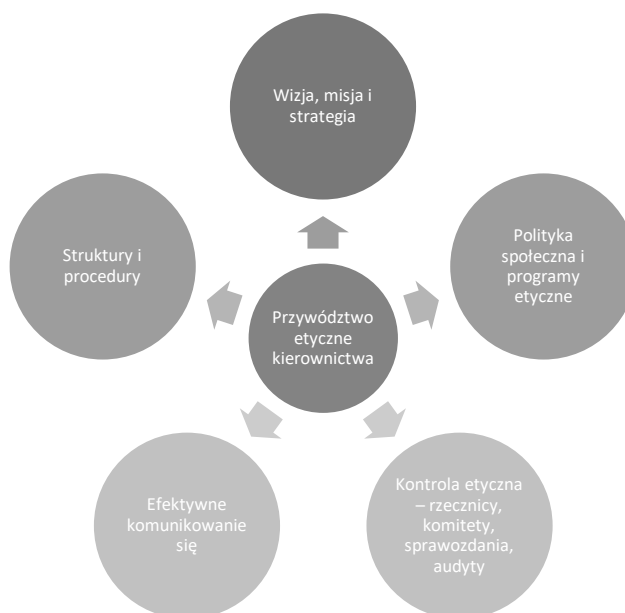 Wizja, misja i
strategia
Struktury i
procedury
Polityka
społeczna i
programy
etyczne
Przywództwo
etyczne
kierownictwa
Efektywne
komunikowanie
się
Kontrola etyczna
– rzecznicy,
komitety,
sprawozdania,
audyty